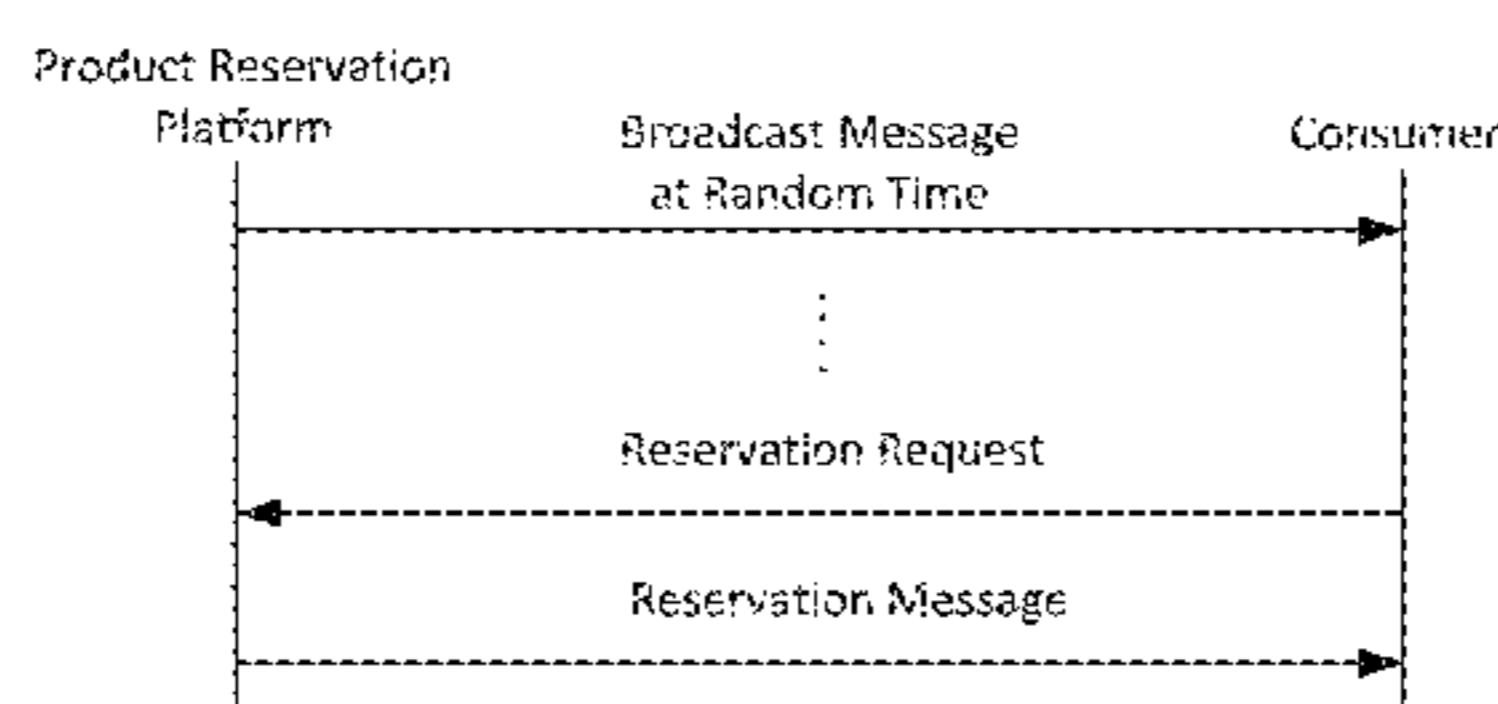 Product Reservation
Platform
Broadcast Message
at Random Time
Consumer
Reservation Request
Reservation Message